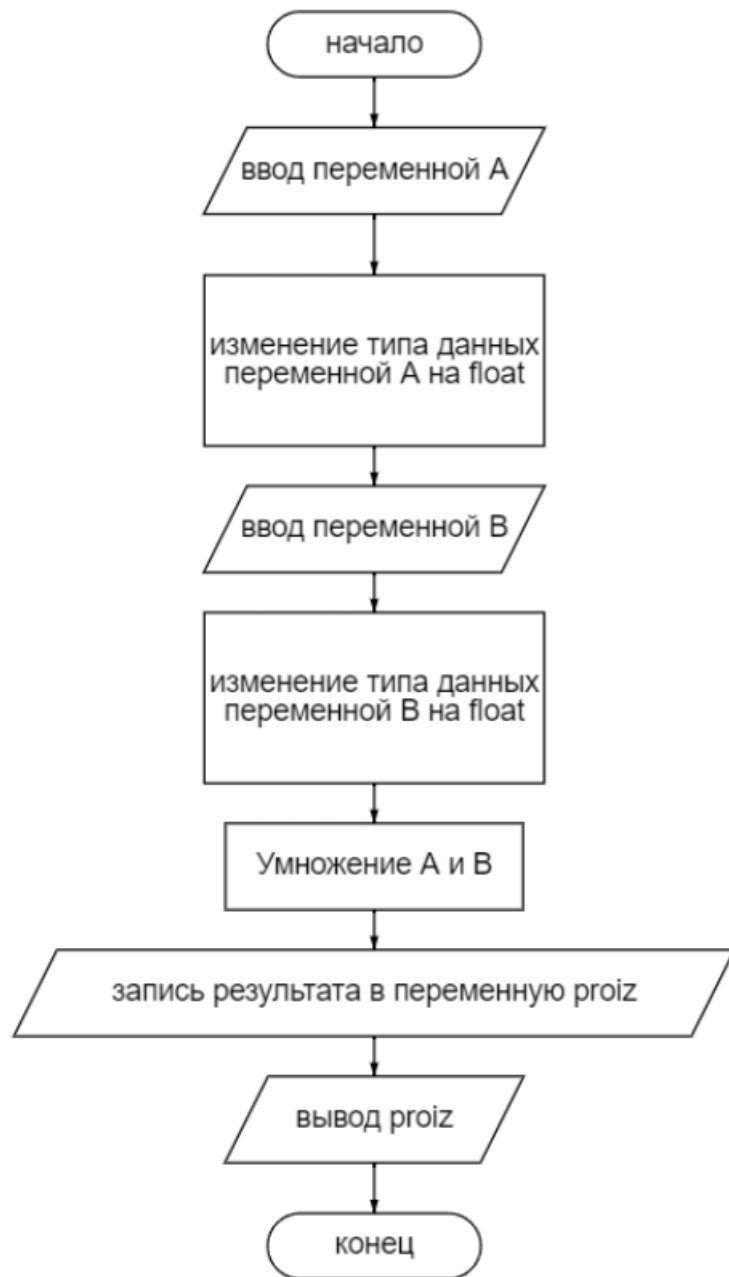 начало
ввод переменной А
изменение типа данных
переменной А на float
ввод переменной В
изменение типа данных
переменной В на float
Умножение А и В
запись результата в переменную proiz
вывод proiz
конец